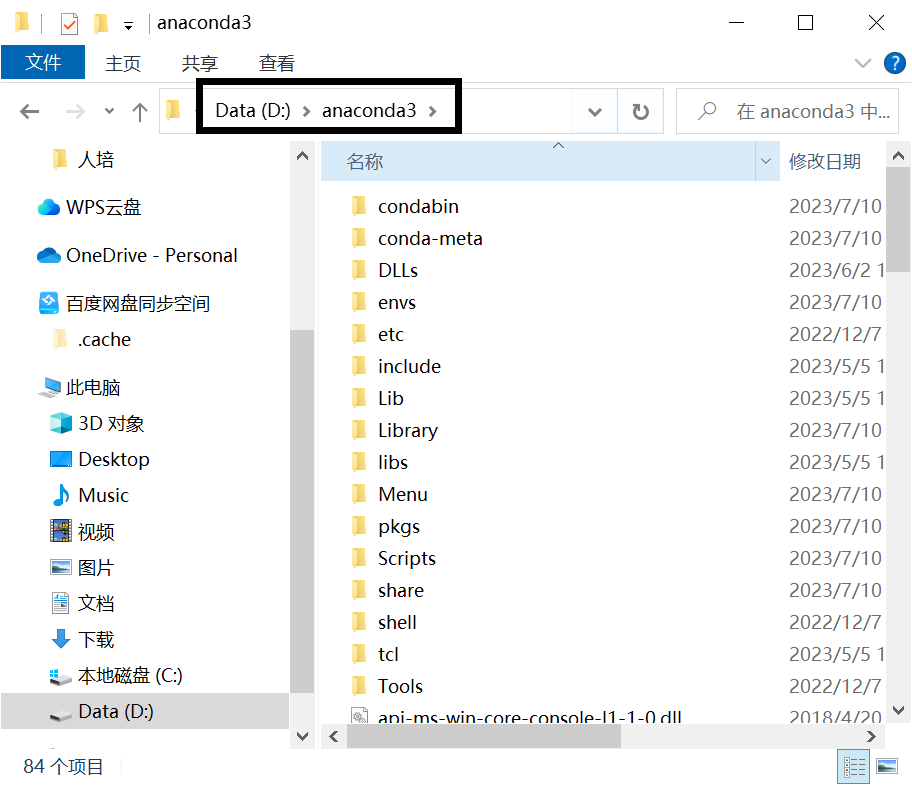 anaconda3
文件 主页 共享 查看
Data (D:) anaconda3 在 anaconda3 中...
人培
WPS云盘
OneDrive - Personal
百度网盘同步空间
.cache
此电脑
3D 对象
Desktop
Music
视频
图片
文档
下载
本地磁盘 (C:)
Data (D:)
名称 修改日期
condabin 2023/7/10
conda-meta 2023/7/10
DLLs 2023/6/2 1
envs 2023/7/10
etc 2022/12/7
include 2023/5/5 1
Lib 2023/5/5 1
Library 2023/7/10
libs 2023/5/5 1
Menu 2023/7/10
pkgs 2023/7/10
Scripts 2023/7/10
share 2023/7/10
shell 2022/12/7
tcl 2023/5/5 1
Tools 2022/12/7
api-ms-win-core-console-l1-1-0.dll 2018/4/20
84 个项目